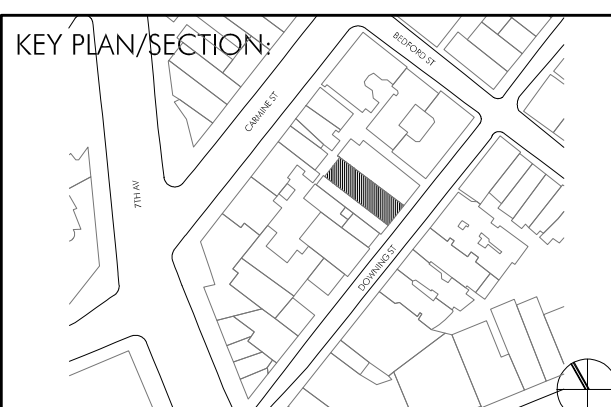 KEY PLAN/SECTION:
BEDFORD ST
CARMINE ST
7TH AV
DOWNING ST